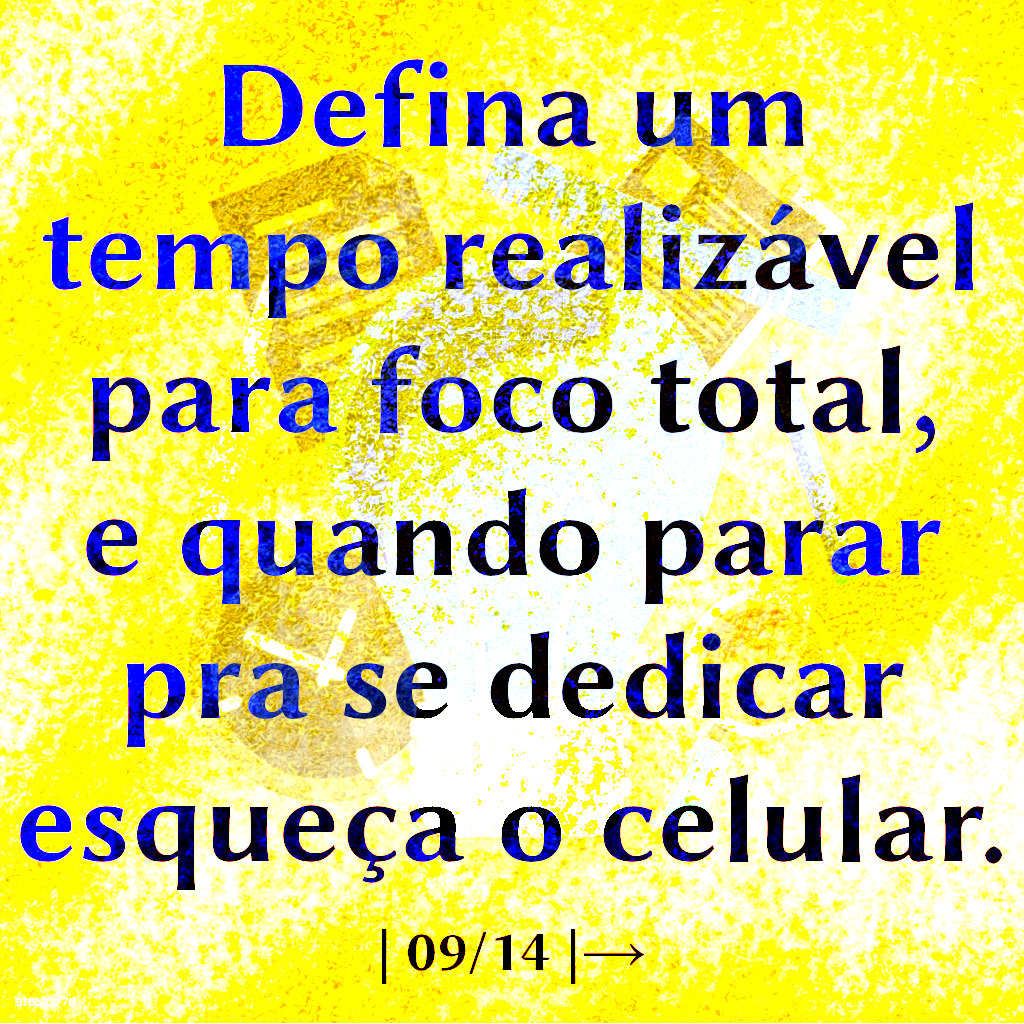 Defina um
tempo realizável
para foco total,
e quando parar
pra se dedicar
esqueça o celular.
| 09/14 |→